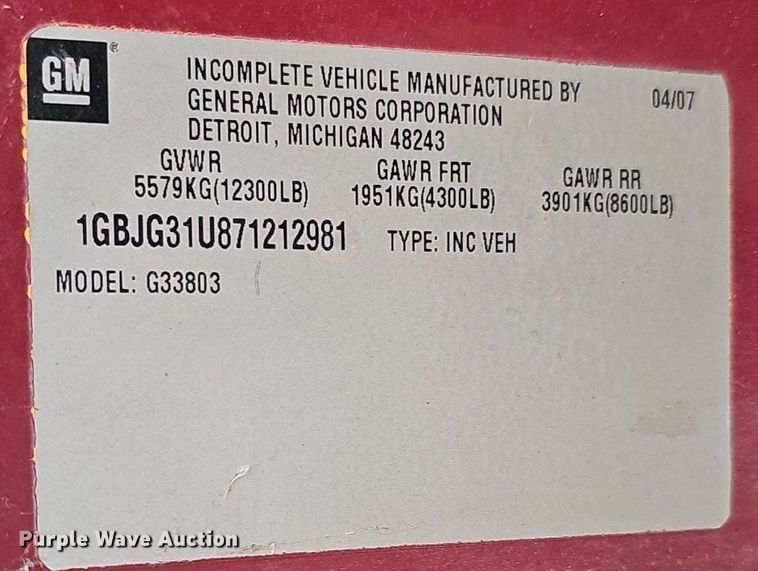 GM
®
INCOMPLETE VEHICLE MANUFACTURED BY 04/07
GENERAL MOTORS CORPORATION
DETROIT, MICHIGAN 48243
GVWR GAWR FRT GAWR RR
5579KG(12300LB) 1951KG(4300LB) 3901KG(8600LB)
1GBJG31U871212981 TYPE: INC VEH
MODEL: G33803
Purple Wave Auction